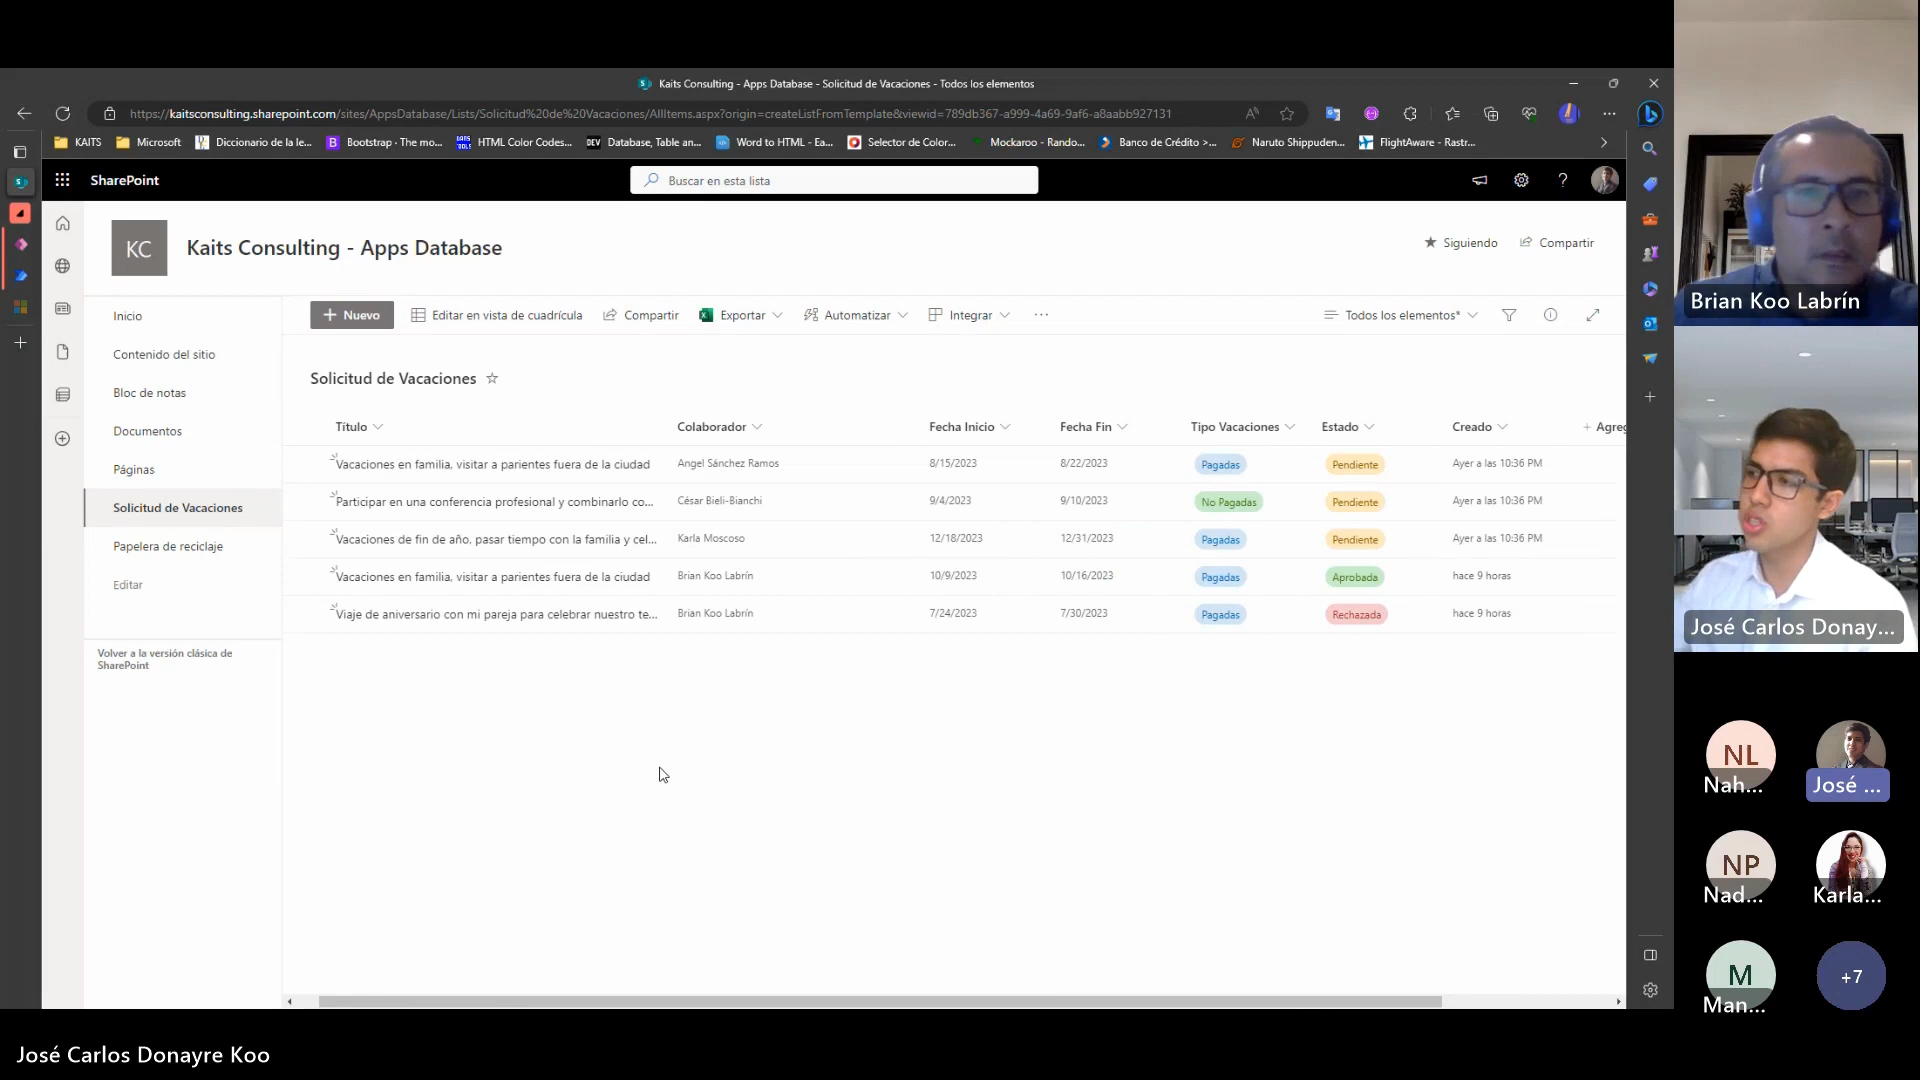 Kaits Consulting - Apps Database - Solicitud de Vacaciones - Todos los elementos
https://kaitsconsulting.sharepoint.com/sites/AppsDatabase/Lists/Solicitud%20de%20Vacaciones/AllItems.aspx?origin=createListFromTemplate&viewid=789db367-a999-4a69-9af6-a8aabb927131
KAITS Microsoft Diccionario de la le... Bootstrap · The mo... HTML Color Codes... Database, Table an... Word to HTML - Ea... Selector de Color... Mockaroo - Rando... Banco de Crédito >... Naruto Shippuden... FlightAware - Rastr...
SharePoint
Buscar en esta lista
KC
Kaits Consulting - Apps Database
Siguiendo
Compartir
Inicio
Contenido del sitio
Bloc de notas
Documentos
Páginas
Solicitud de Vacaciones
Papelera de reciclaje
Editar
Volver a la versión clásica de
SharePoint
+ Nuevo Editar en vista de cuadrícula Compartir Exportar Automatizar Integrar ... Todos los elementos*
Solicitud de Vacaciones
Título Colaborador Fecha Inicio Fecha Fin Tipo Vacaciones Estado Creado + Agreg
Vacaciones en familia, visitar a parientes fuera de la ciudad Angel Sánchez Ramos 8/15/2023 8/22/2023 Pagadas Pendiente Ayer a las 10:36 PM
Participar en una conferencia profesional y combinarlo co... César Bieli-Bianchi 9/4/2023 9/10/2023 No Pagadas Pendiente Ayer a las 10:36 PM
Vacaciones de fin de año, pasar tiempo con la familia y cel... Karla Moscoso 12/18/2023 12/31/2023 Pagadas Pendiente Ayer a las 10:36 PM
Vacaciones en familia, visitar a parientes fuera de la ciudad Brian Koo Labrín 10/9/2023 10/16/2023 Pagadas Aprobada hace 9 horas
Viaje de aniversario con mi pareja para celebrar nuestro te... Brian Koo Labrín 7/24/2023 7/30/2023 Pagadas Rechazada hace 9 horas
Brian Koo Labrín
José Carlos Donay...
NL
Nah...
José ...
NP
Nad...
Karla...
M
Man...
+7
José Carlos Donayre Koo